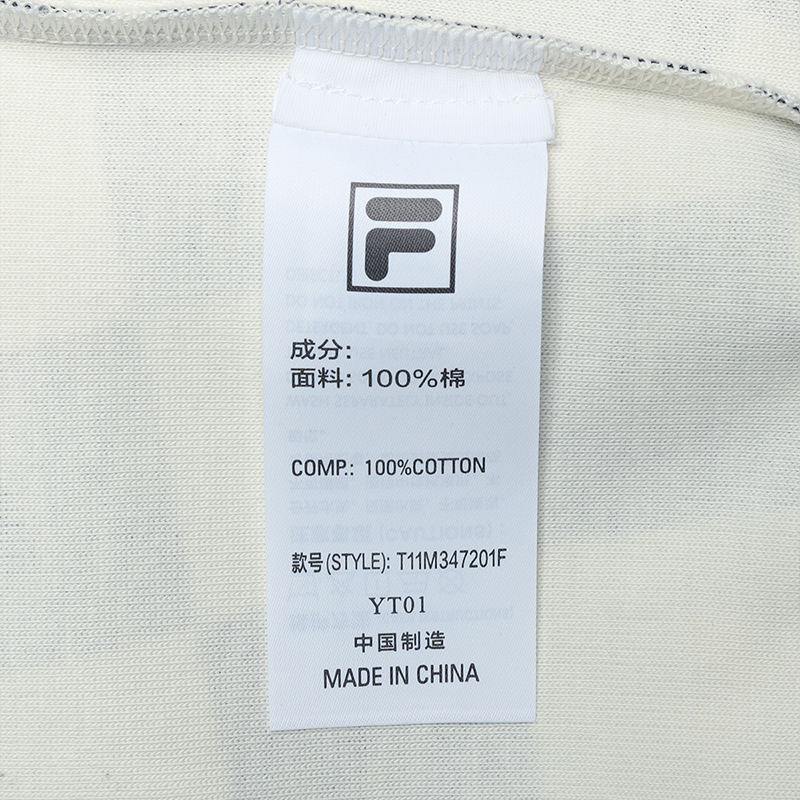 F
成分:
面料: 100%棉
COMP.: 100%COTTON
款号(STYLE): T11M347201F
YT01
中国制造
MADE IN CHINA